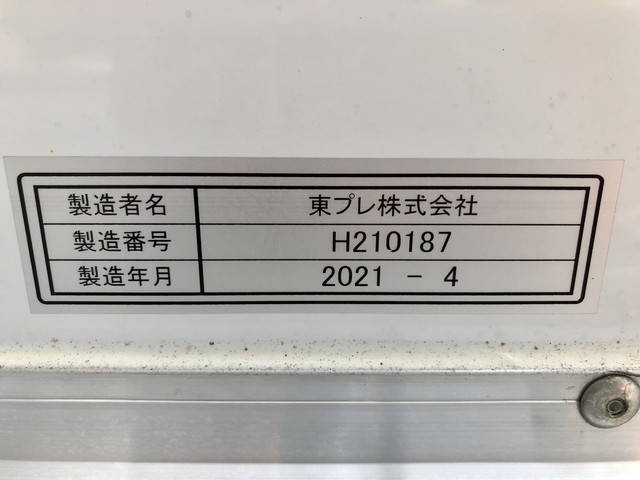 製造者名 東プレ株式会社
製造番号 H210187
製造年月 2021 - 4